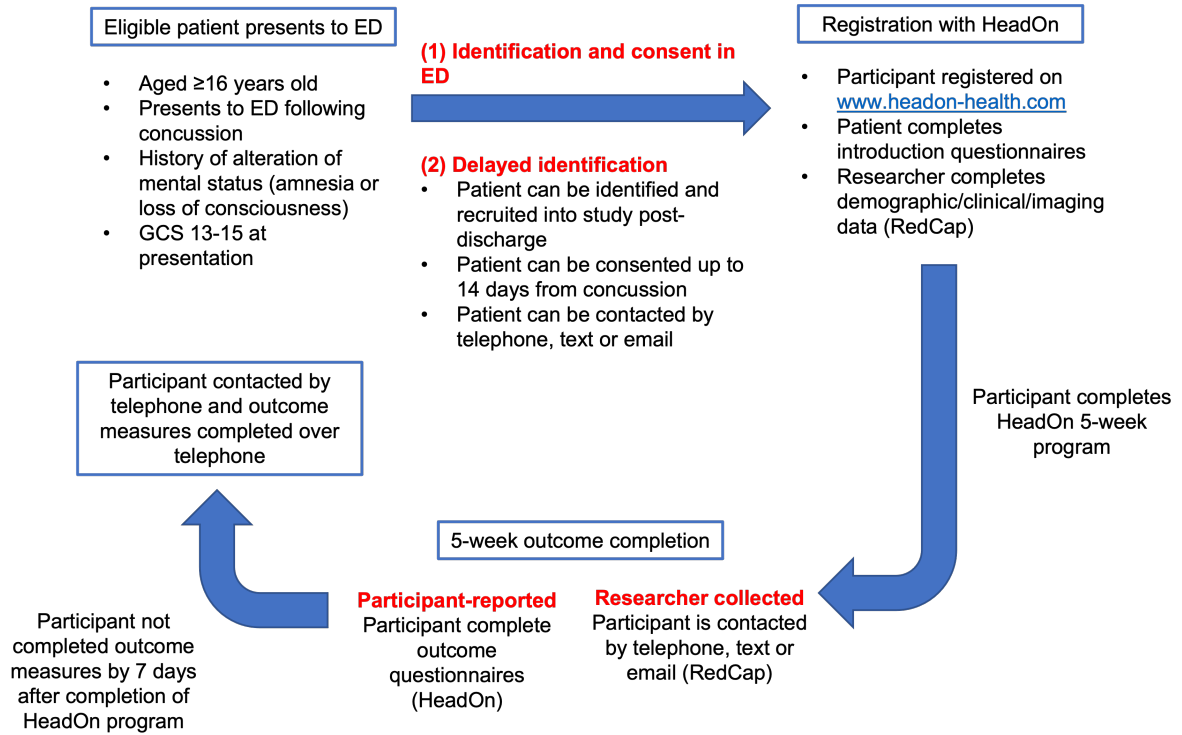 Eligible patient presents to ED
• Aged ≥16 years old
• Presents to ED following
concussion
• History of alteration of
mental status (amnesia or
loss of consciousness)
• GCS 13-15 at
presentation
(1) Identification and consent in
ED
(2) Delayed identification
• Patient can be identified and
recruited into study post-
discharge
• Patient can be consented up to
14 days from concussion
• Patient can be contacted by
telephone, text or email
Registration with HeadOn
• Participant registered on
www.headon-health.com
• Patient completes
introduction questionnaires
• Researcher completes
demographic/clinical/imaging
data (RedCap)
Participant completes
HeadOn 5-week
program
5-week outcome completion
Researcher collected
Participant is contacted
by telephone, text or
email (RedCap)
Participant-reported
Participant complete
outcome
questionnaires
(HeadOn)
Participant not
completed outcome
measures by 7 days
after completion of
HeadOn program
Participant contacted by
telephone and outcome
measures completed over
telephone